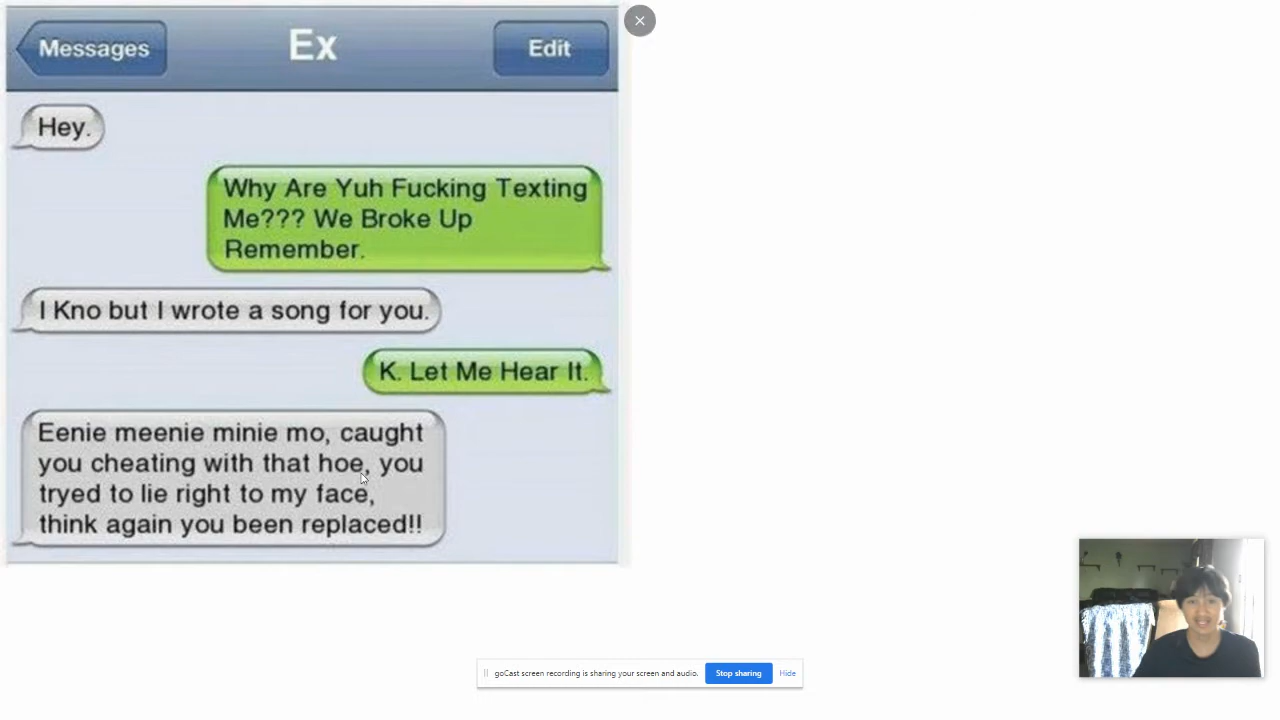 Messages
Ex
Edit
Hey.
Why Are Yuh Fucking Texting
Me??? We Broke Up
Remember.
I Kno but I wrote a song for you.
K. Let Me Hear It.
Eenie meenie minie mo, caught
you cheating with that hoe, you
tryed to lie right to my face,
think again you been replaced!!
goCast screen recording is sharing your screen and audio.
Stop sharing
Hide